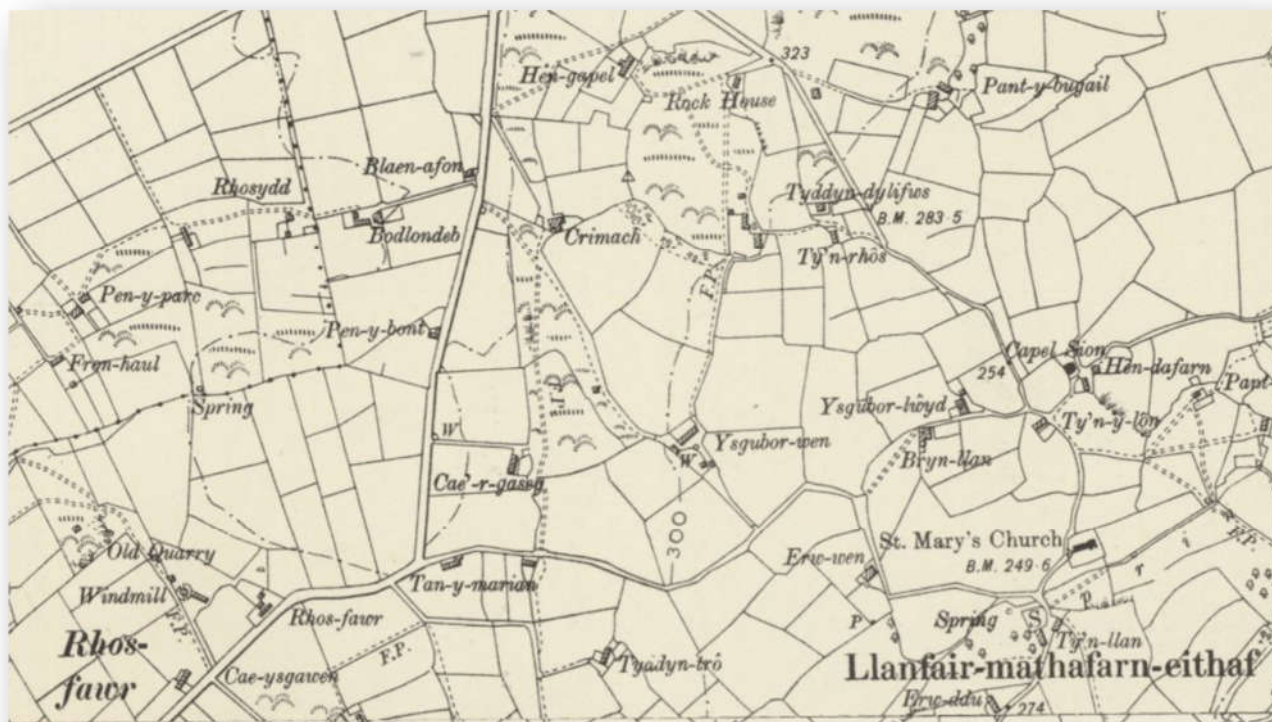 323
Hen-gapel
Pant-y-bugail
Rock House
Blaen-afon
Rhosydd
Tyddyn-dylifws
B.M. 283·5
Bodlondeb
Crimach
Ty'n-rhos
F.P.
Pen-y-parc
Pen-y-bont
Fron-haul
Capel Sion
254
Hên-dafarn
Spring
F.P.
Ysgubor-lwyd
Ty'n-y-lôn
W
Ysgubor-wen
W
Bryn-llan
Cae'-r-gaseg
300
St. Mary's Church
B.M. 249·6
F.P.
Old Quarry
Erw-wen
Windmill
Tan-y-marian
F.P.
Rhos-fawr
P
Spring
S
Ty'n-llan
Rhos-
fawr
F.P.
Cae-ysgawen
Tyddyn-trô
Llanfair-mathafarn-eithaf
Erw-ddu
274